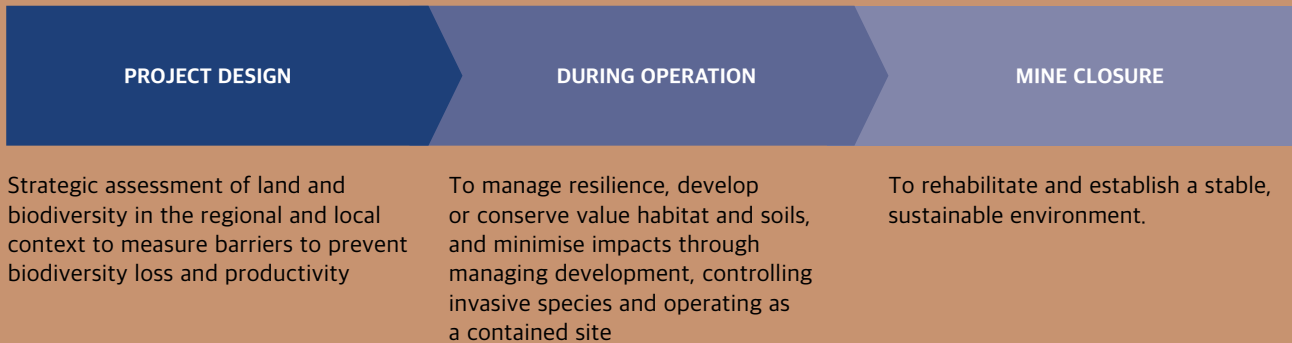 PROJECT DESIGN
DURING OPERATION
MINE CLOSURE
Strategic assessment of land and
biodiversity in the regional and local
context to measure barriers to prevent
biodiversity loss and productivity
To manage resilience, develop
or conserve value habitat and soils,
and minimise impacts through
managing development, controlling
invasive species and operating as
a contained site
To rehabilitate and establish a stable,
sustainable environment.